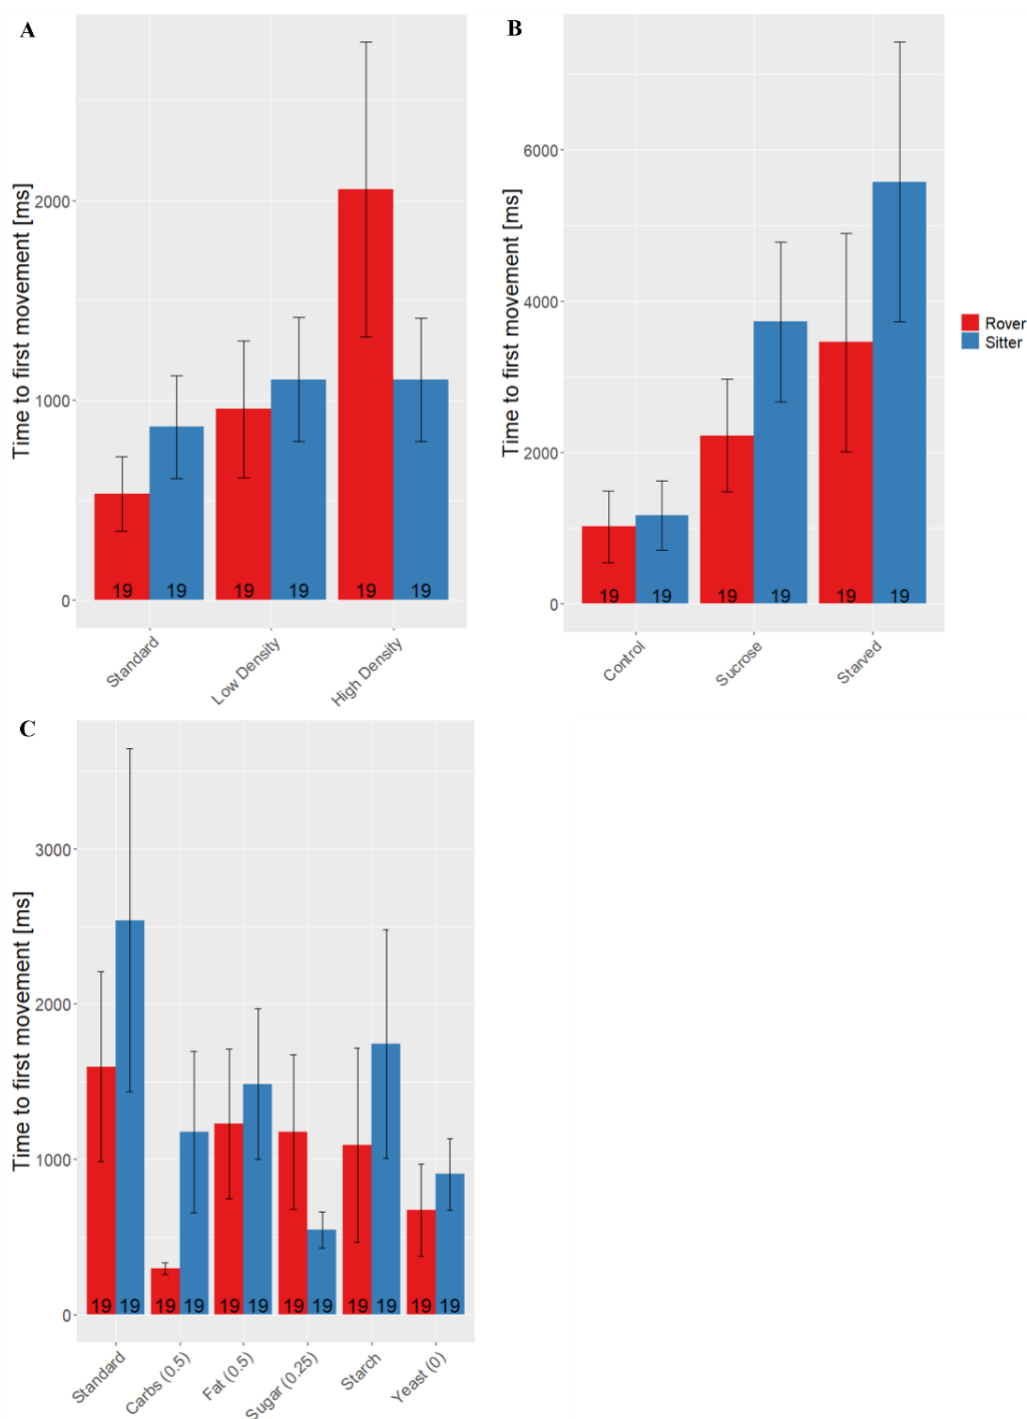 A
Time to first movement [ms]
2000
1000
0
19 19 19 19 19 19
Standard
Low Density
High Density
B
Time to first movement [ms]
6000
4000
2000
0
19 19 19 19 19 19
Control
Sucrose
Starved
Rover
Sitter
C
Time to first movement [ms]
3000
2000
1000
0
19 19 19 19 19 19 19 19 19 19 19 19
Standard
Carbs (0.5)
Fat (0.5)
Sugar (0.25)
Starch
Yeast (0)